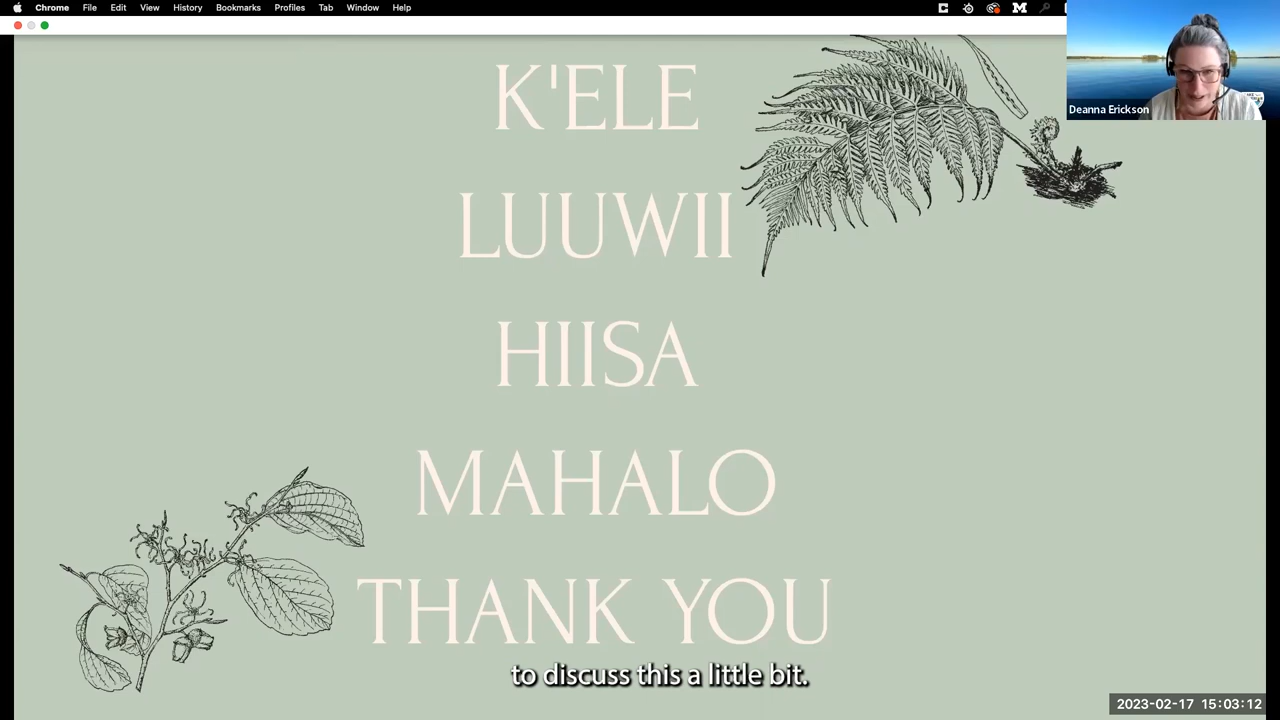 Chrome File Edit View History Bookmarks Profiles Tab Window Help
Deanna Erickson
K'ELE
LUUWII
HIISA
MAHALO
THANK YOU
to discuss this a little bit.
2023-02-17 15:03:12